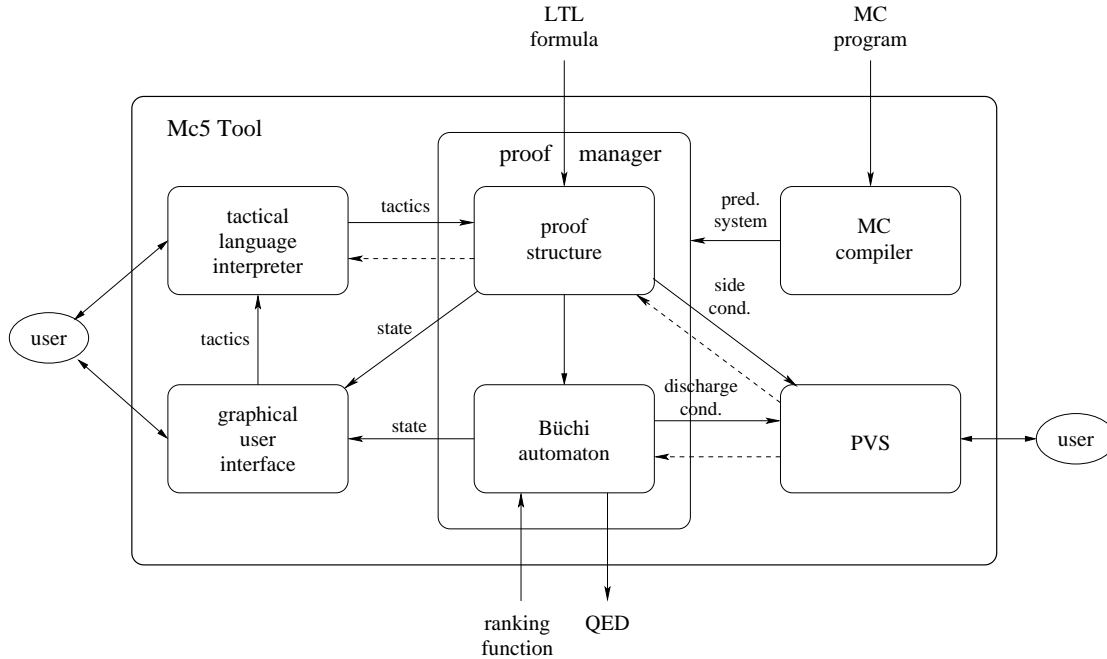 LTL
formula
MC
program
Mc5 Tool
proof manager
tactical
language
interpreter
tactics
proof
structure
pred.
system
MC
compiler
side
cond.
user
tactics
state
graphical
user
interface
state
Büchi
automaton
discharge
cond.
PVS
user
ranking
function
QED